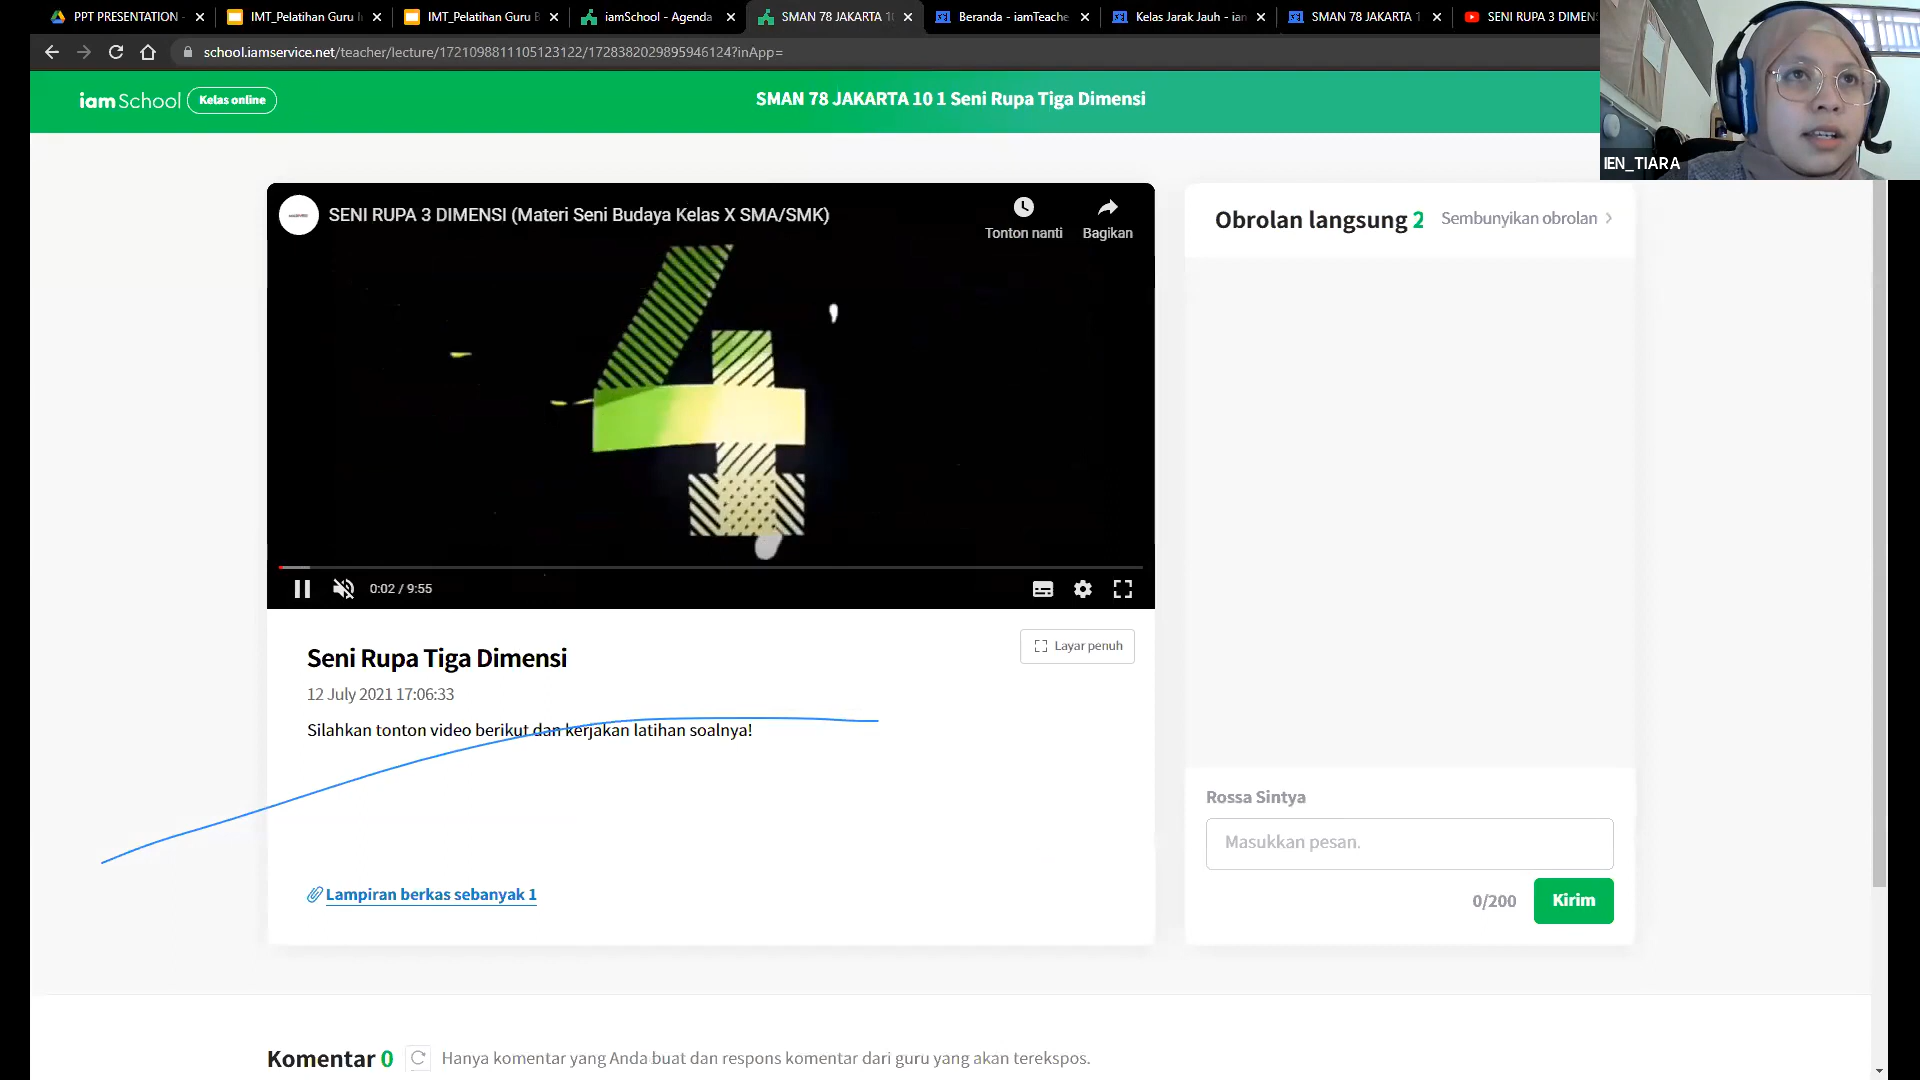 PPT PRESENTATION -
IMT_Pelatihan Guru I
IMT_Pelatihan Guru B
iamSchool - Agenda
SMAN 78 JAKARTA 10
Beranda - iamTeache
Kelas Jarak Jauh - iam
SMAN 78 JAKARTA 1
SENI RUPA 3 DIMENS
school.iamservice.net/teacher/lecture/1721098811105123122/1728382029895946124?inApp=
iamSchool Kelas online
SMAN 78 JAKARTA 10 1 Seni Rupa Tiga Dimensi
IEN_TIARA
SENI RUPA 3 DIMENSI (Materi Seni Budaya Kelas X SMA/SMK)
Tonton nanti
Bagikan
4
0:02 / 9:55
Seni Rupa Tiga Dimensi
Layar penuh
12 July 2021 17:06:33
Silahkan tonton video berikut dan kerjakan latihan soalnya!
Lampiran berkas sebanyak 1
Obrolan langsung 2 Sembunyikan obrolan
Rossa Sintya
Masukkan pesan.
0/200 Kirim
Komentar 0 Hanya komentar yang Anda buat dan respons komentar dari guru yang akan terekspos.